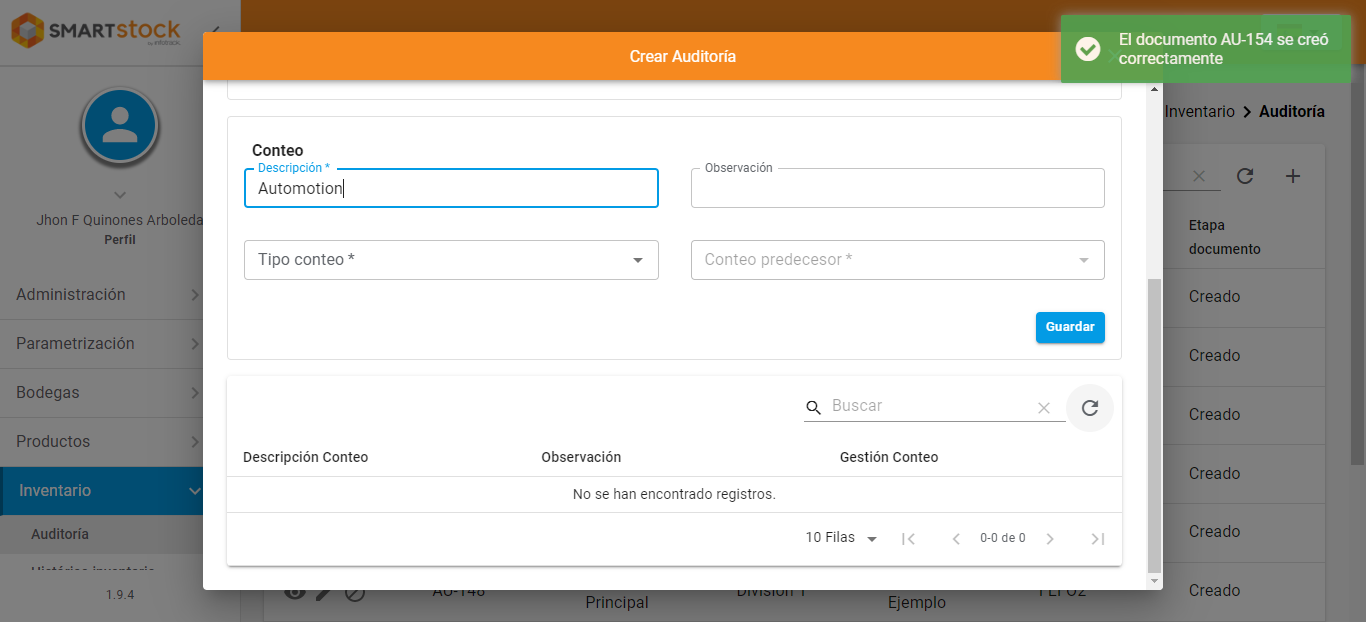 SMARTSTOCK
by infotrack
Crear Auditoría
El documento AU-154 se creó
correctamente
Inventario
Auditoría
Jhon F Quinones Arboleda
Perfil
Administración
Parametrización
Bodegas
Productos
Inventario
Auditoría
Histórico inventario
1.9.4
Conteo
Descripción *
Automotion
Observación
Tipo conteo *
Conteo predecesor *
Guardar
Buscar
Descripción Conteo
Observación
Gestión Conteo
No se han encontrado registros.
10 Filas
0-0 de 0
Etapa
documento
Creado
Creado
Creado
Creado
Creado
Creado
AU-148
Principal
División 1
Ejemplo